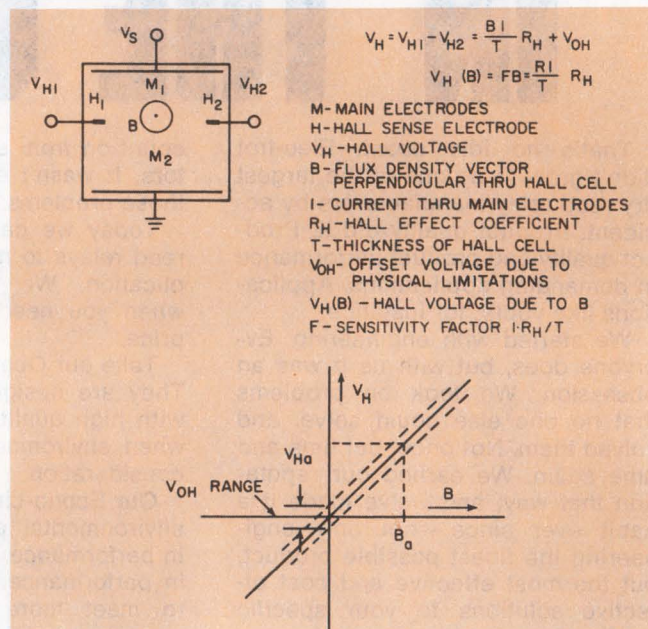 VS
VH1
VH2
M1
H1
H2
B
M2
VH = VH1 – VH2 = BI/T RH + VOH
VH (B) = FB = RI/T RH
M – MAIN ELECTRODES
H – HALL SENSE ELECTRODE
VH – HALL VOLTAGE
B – FLUX DENSITY VECTOR
PERPENDICULAR THRU HALL CELL
I – CURRENT THRU MAIN ELECTRODES
RH – HALL EFFECT COEFFICIENT
T – THICKNESS OF HALL CELL
VOH – OFFSET VOLTAGE DUE TO
PHYSICAL LIMITATIONS
VH(B) – HALL VOLTAGE DUE TO B
F – SENSITIVITY FACTOR I·RH/T
VH
VHa
VOH RANGE
B
Ba